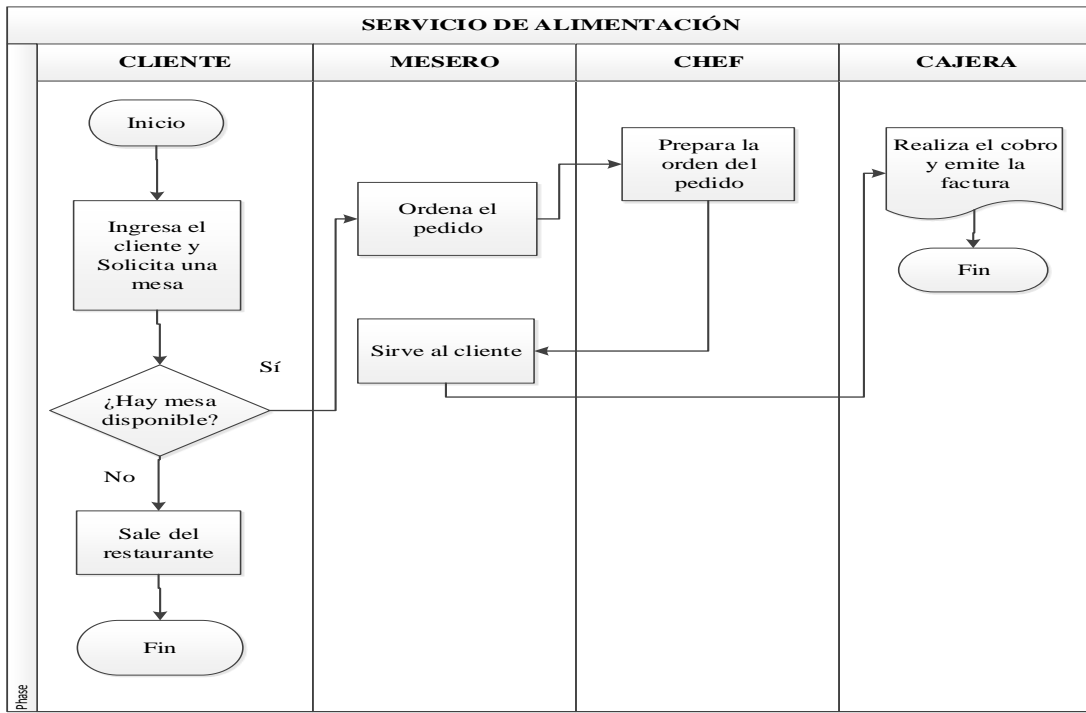 SERVICIO DE ALIMENTACIÓN
CLIENTE
MESERO
CHEF
CAJERA
Inicio
Ingresa el
cliente y
Solicita una
mesa
¿Hay mesa
disponible?
Sí
No
Sale del
restaurante
Fin
Ordena el
pedido
Sirve al cliente
Prepara la
orden del
pedido
Realiza el cobro
y emite la
factura
Fin
Phase